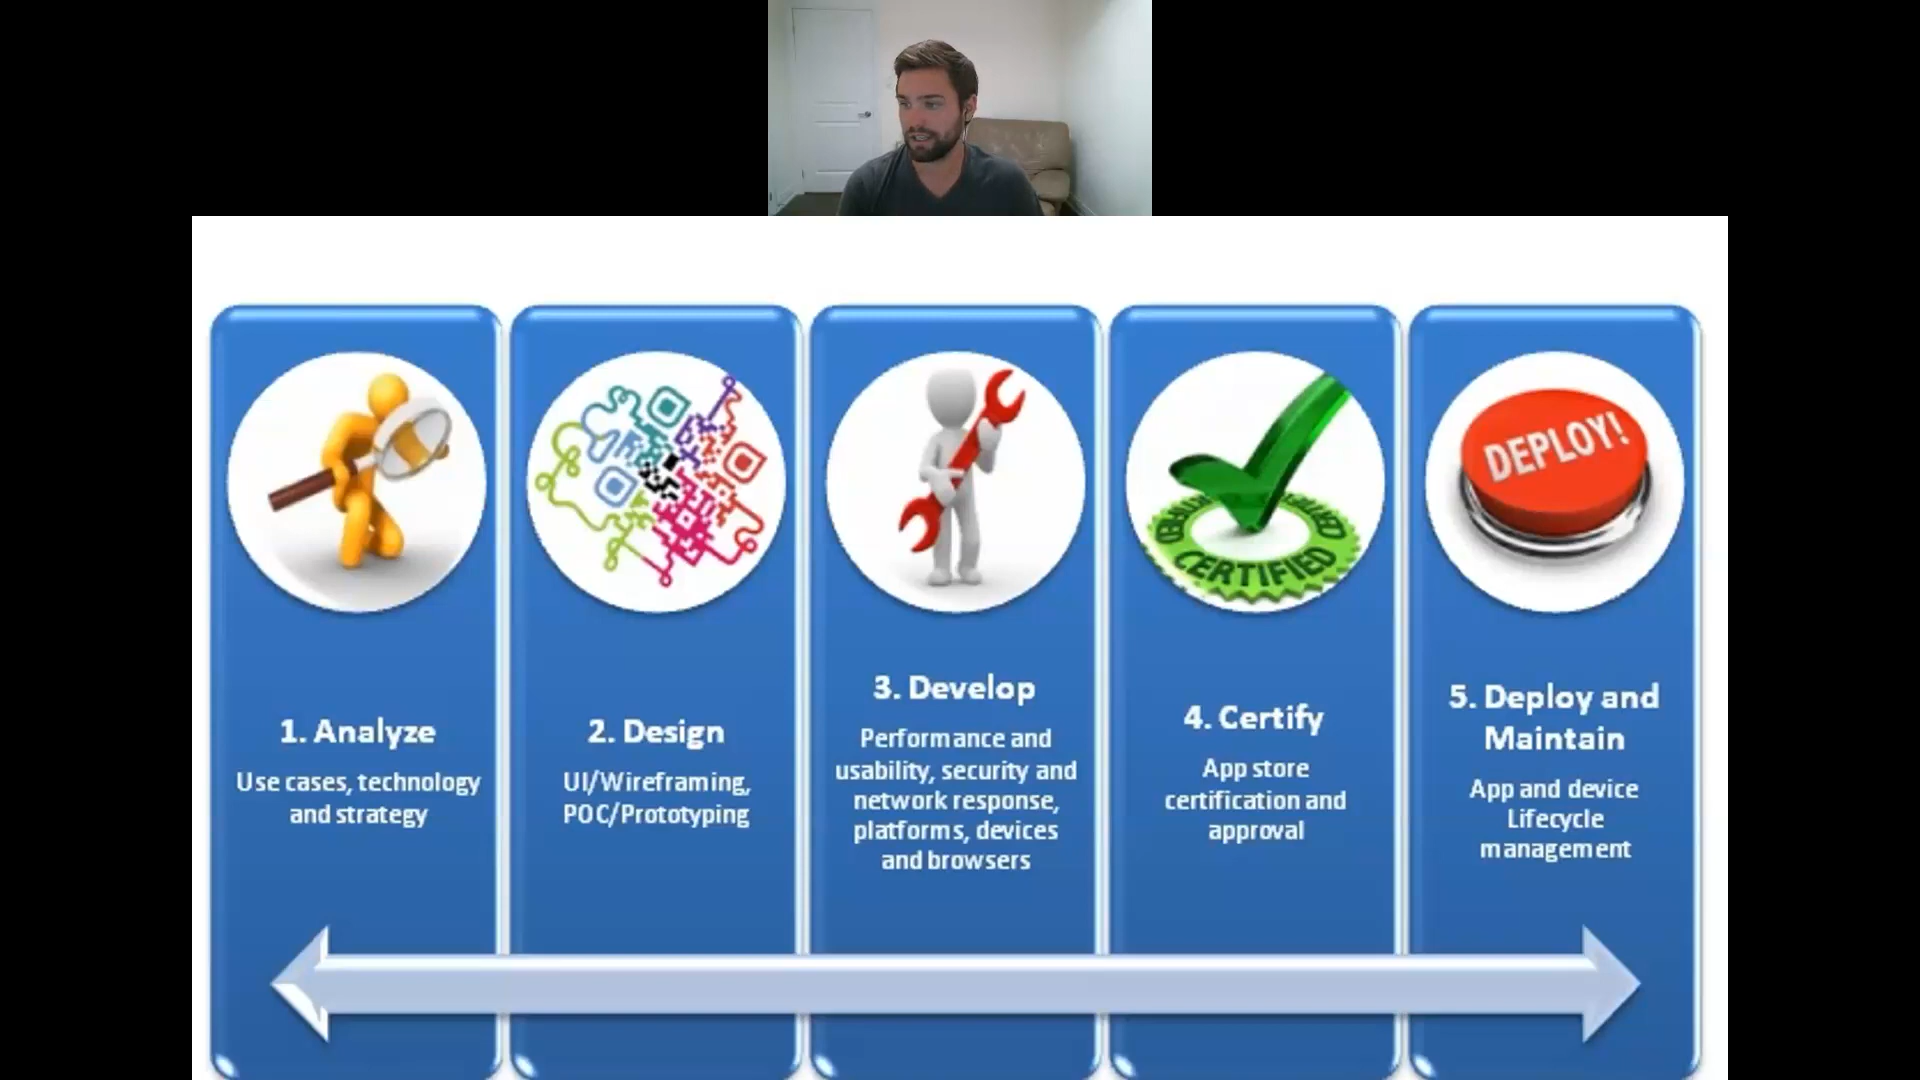 DEPLOY!
CERTIFIED
1. Analyze
Use cases, technology
and strategy
2. Design
UI/Wireframing,
POC/Prototyping
3. Develop
Performance and
usability, security and
network response,
platforms, devices
and browsers
4. Certify
App store
certification and
approval
5. Deploy and
Maintain
App and device
Lifecycle
management